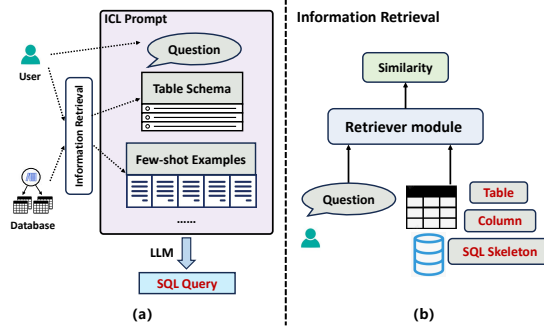 ICL Prompt
Question
User
Table Schema
Information Retrieval
Few-shot Examples
Database
......
LLM
SQL Query
(a)
Information Retrieval
Similarity
Retriever module
Question
Table
Column
SQL Skeleton
(b)